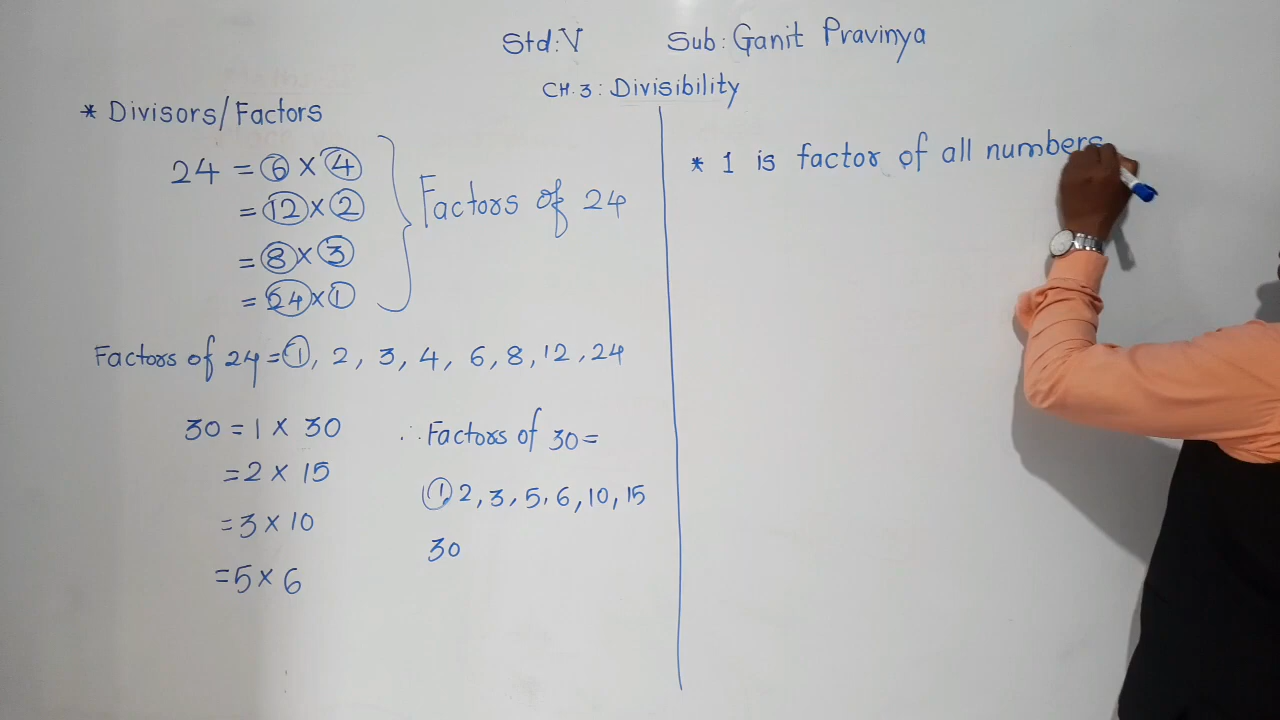 Std: V Sub: Ganit Pravinya
CH. 3 : Divisibility
* Divisors/Factors
24 = 6 × 4
= 12 × 2
= 8 × 3
= 24 × 1
Factors of 24
Factors of 24 = 1, 2, 3, 4, 6, 8, 12, 24
30 = 1 × 30
= 2 × 15
= 3 × 10
= 5 × 6
∴ Factors of 30 =
1, 2, 3, 5, 6, 10, 15
30
* 1 is factor of all numbers